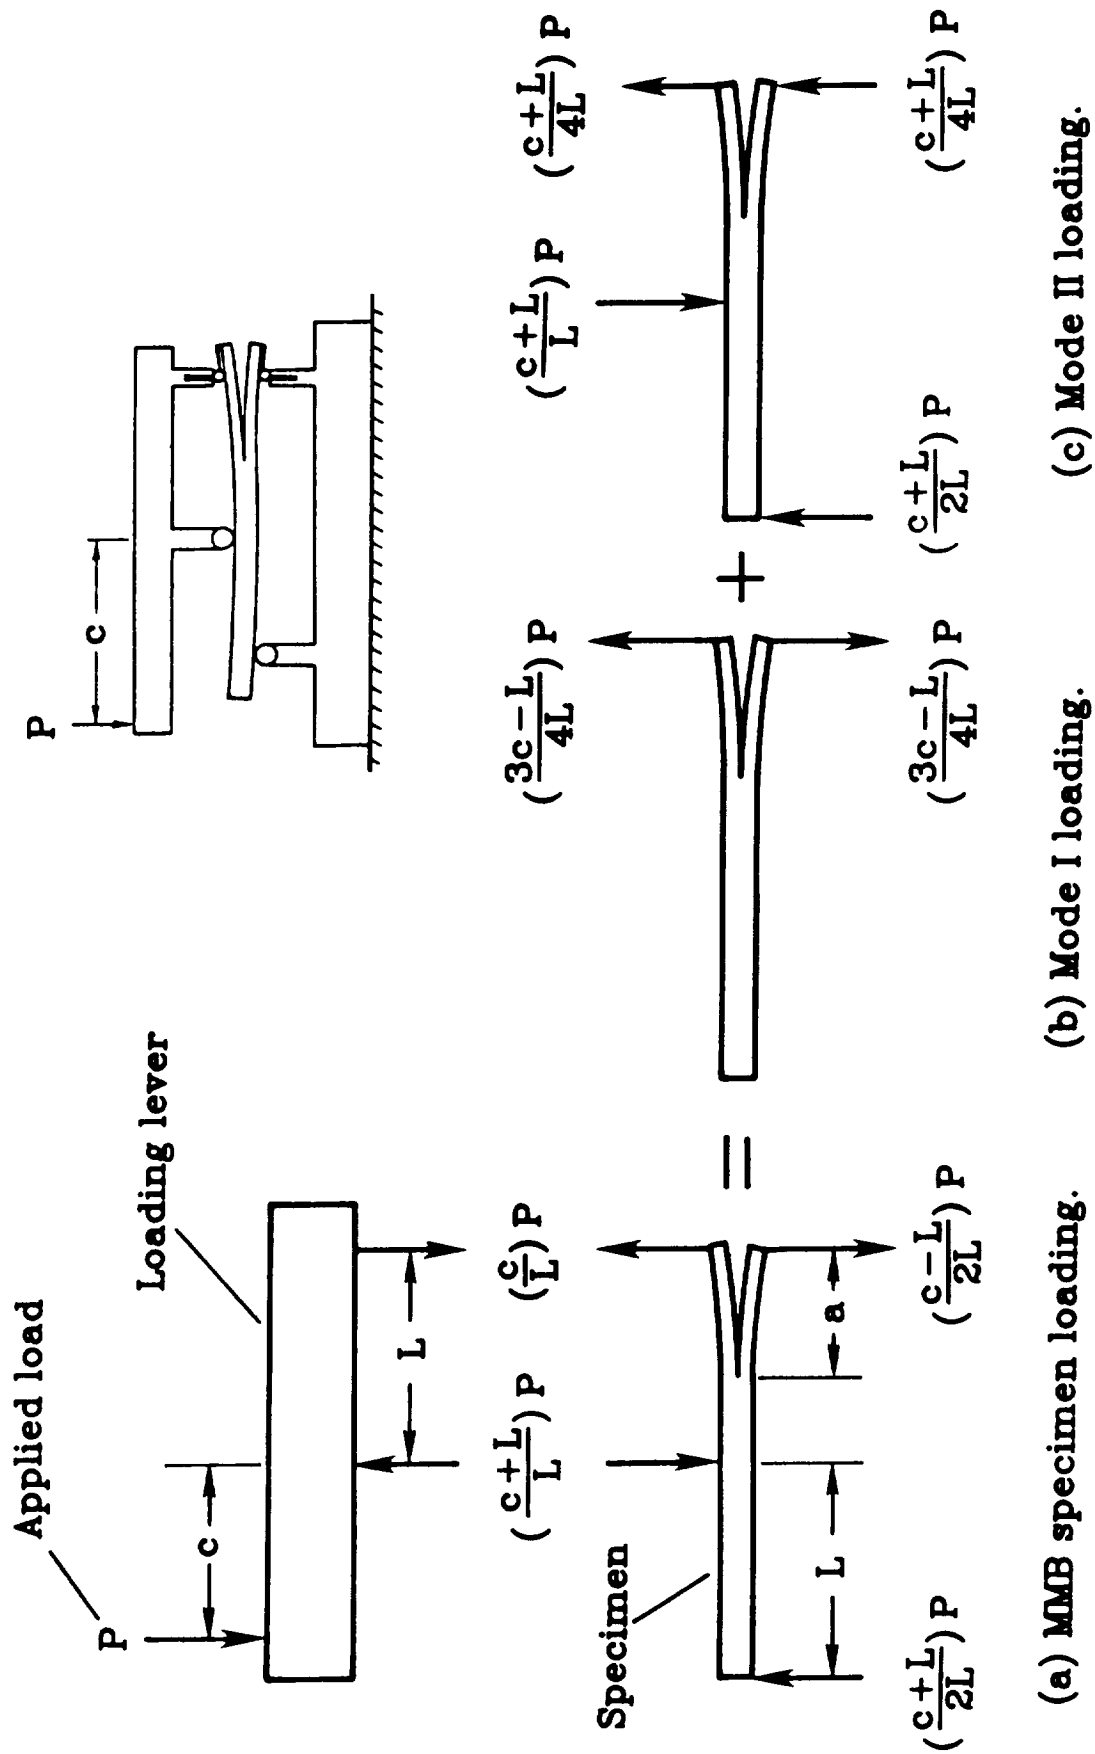 Applied load
P
c
Loading lever
L
(c+L/L) P
(c/L) P
Specimen
L
a
(c+L/2L) P
(c−L/2L) P
(a) MMB specimen loading.
P
c
=
(3c−L/4L) P
(3c−L/4L) P
(b) Mode I loading.
+
(c+L/L) P
(c+L/4L) P
(c+L/2L) P
(c+L/4L) P
(c) Mode II loading.